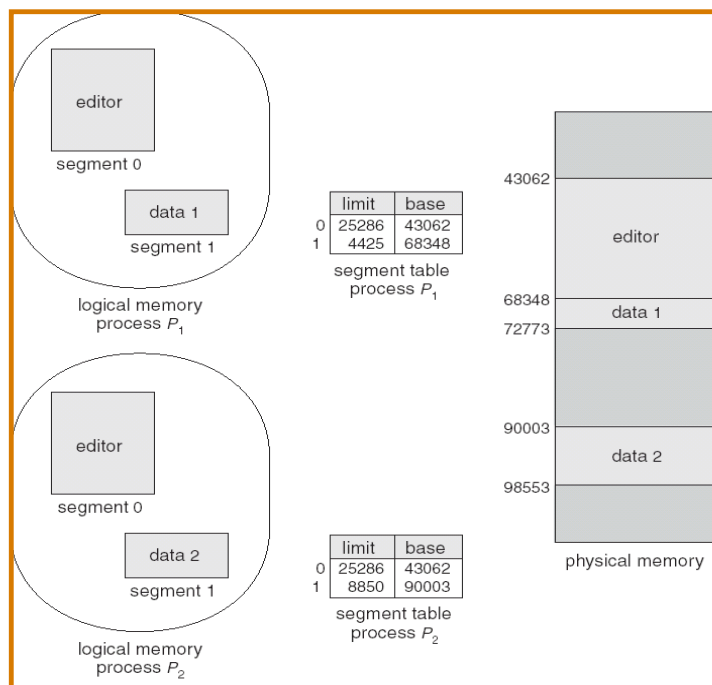 editor
segment 0
data 1
segment 1
logical memory
process P1
limit base
0 25286 43062
1 4425 68348
segment table
process P1
editor
segment 0
data 2
segment 1
logical memory
process P2
limit base
0 25286 43062
1 8850 90003
segment table
process P2
43062
editor
68348
data 1
72773
90003
data 2
98553
physical memory